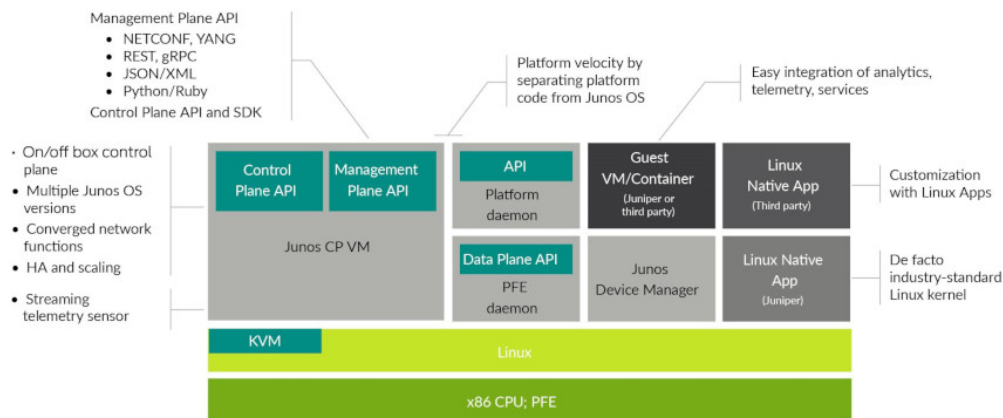 Management Plane API
• NETCONF, YANG
• REST, gRPC
• JSON/XML
• Python/Ruby
Control Plane API and SDK
Platform velocity by
separating platform
code from Junos OS
Easy integration of analytics,
telemetry, services
· On/off box control
plane
• Multiple Junos OS
versions
• Converged network
functions
• HA and scaling
• Streaming
telemetry sensor
Control
Plane API
Management
Plane API
Junos CP VM
API
Platform
daemon
Data Plane API
PFE
daemon
Guest
VM/Container
(Juniper or
third party)
Junos
Device Manager
Linux
Native App
(Third party)
Linux Native
App
(Juniper)
Customization
with Linux Apps
De facto
industry-standard
Linux kernel
KVM
Linux
x86 CPU; PFE